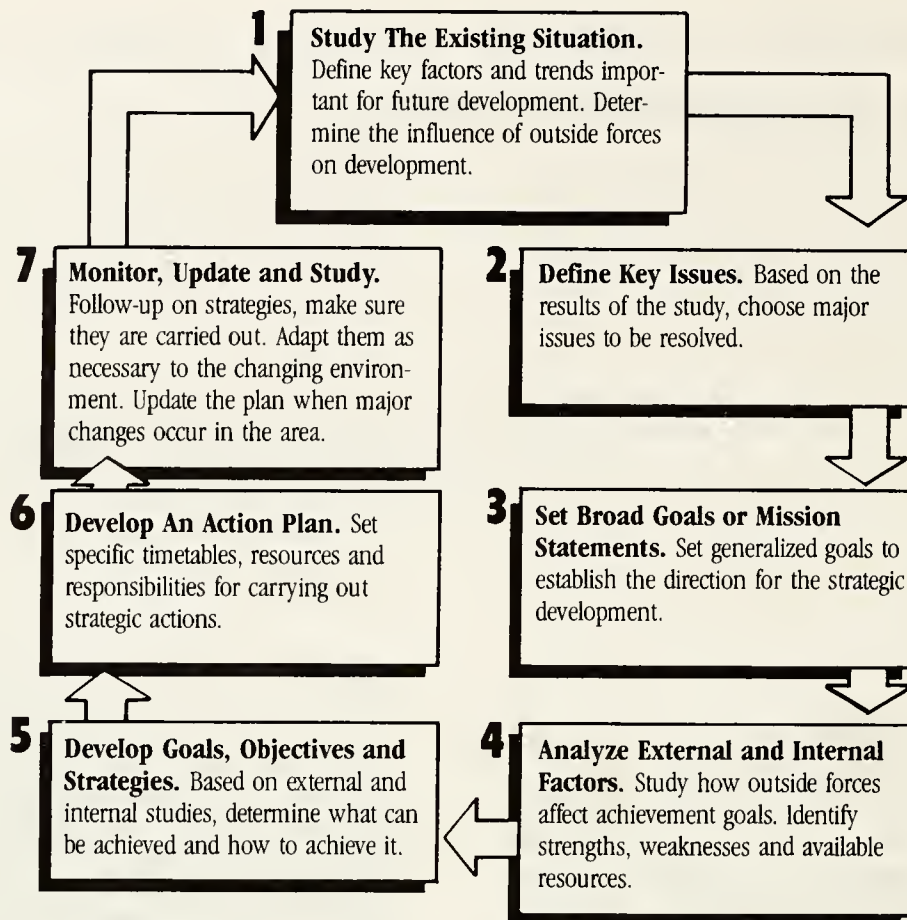 1
Study The Existing Situation.
Define key factors and trends impor-
tant for future development. Deter-
mine the influence of outside forces
on development.
2
Define Key Issues. Based on the
results of the study, choose major
issues to be resolved.
3
Set Broad Goals or Mission
Statements. Set generalized goals to
establish the direction for the strategic
development.
4
Analyze External and Internal
Factors. Study how outside forces
affect achievement goals. Identify
strengths, weaknesses and available
resources.
5
Develop Goals, Objectives and
Strategies. Based on external and
internal studies, determine what can
be achieved and how to achieve it.
6
Develop An Action Plan. Set
specific timetables, resources and
responsibilities for carrying out
strategic actions.
7
Monitor, Update and Study.
Follow-up on strategies, make sure
they are carried out. Adapt them as
necessary to the changing environ-
ment. Update the plan when major
changes occur in the area.